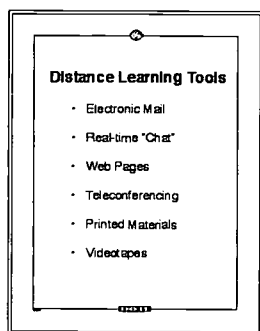 Distance Learning Tools
• Electronic Mail
• Real-time "Chat"
• Web Pages
• Teleconferencing
• Printed Materials
• Videotapes